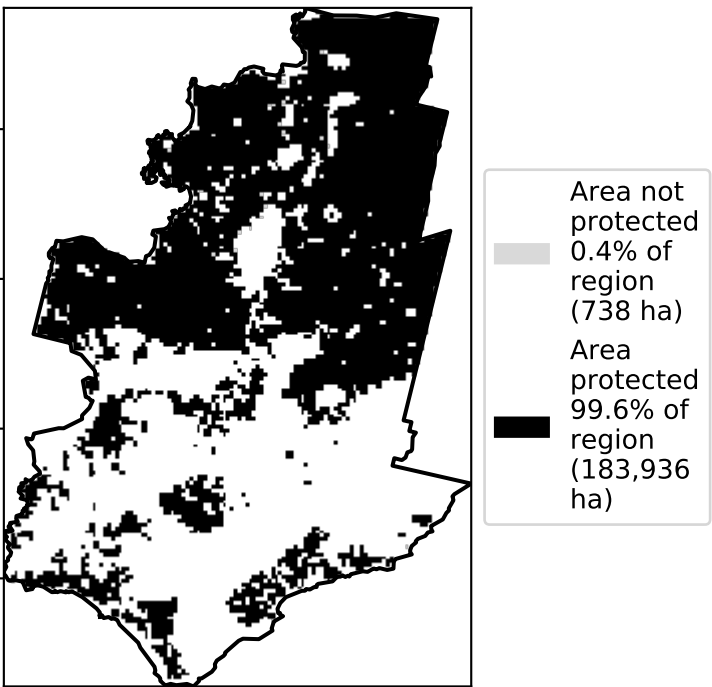 Area not
protected
0.4% of
region
(738 ha)
Area
protected
99.6% of
region
(183,936
ha)